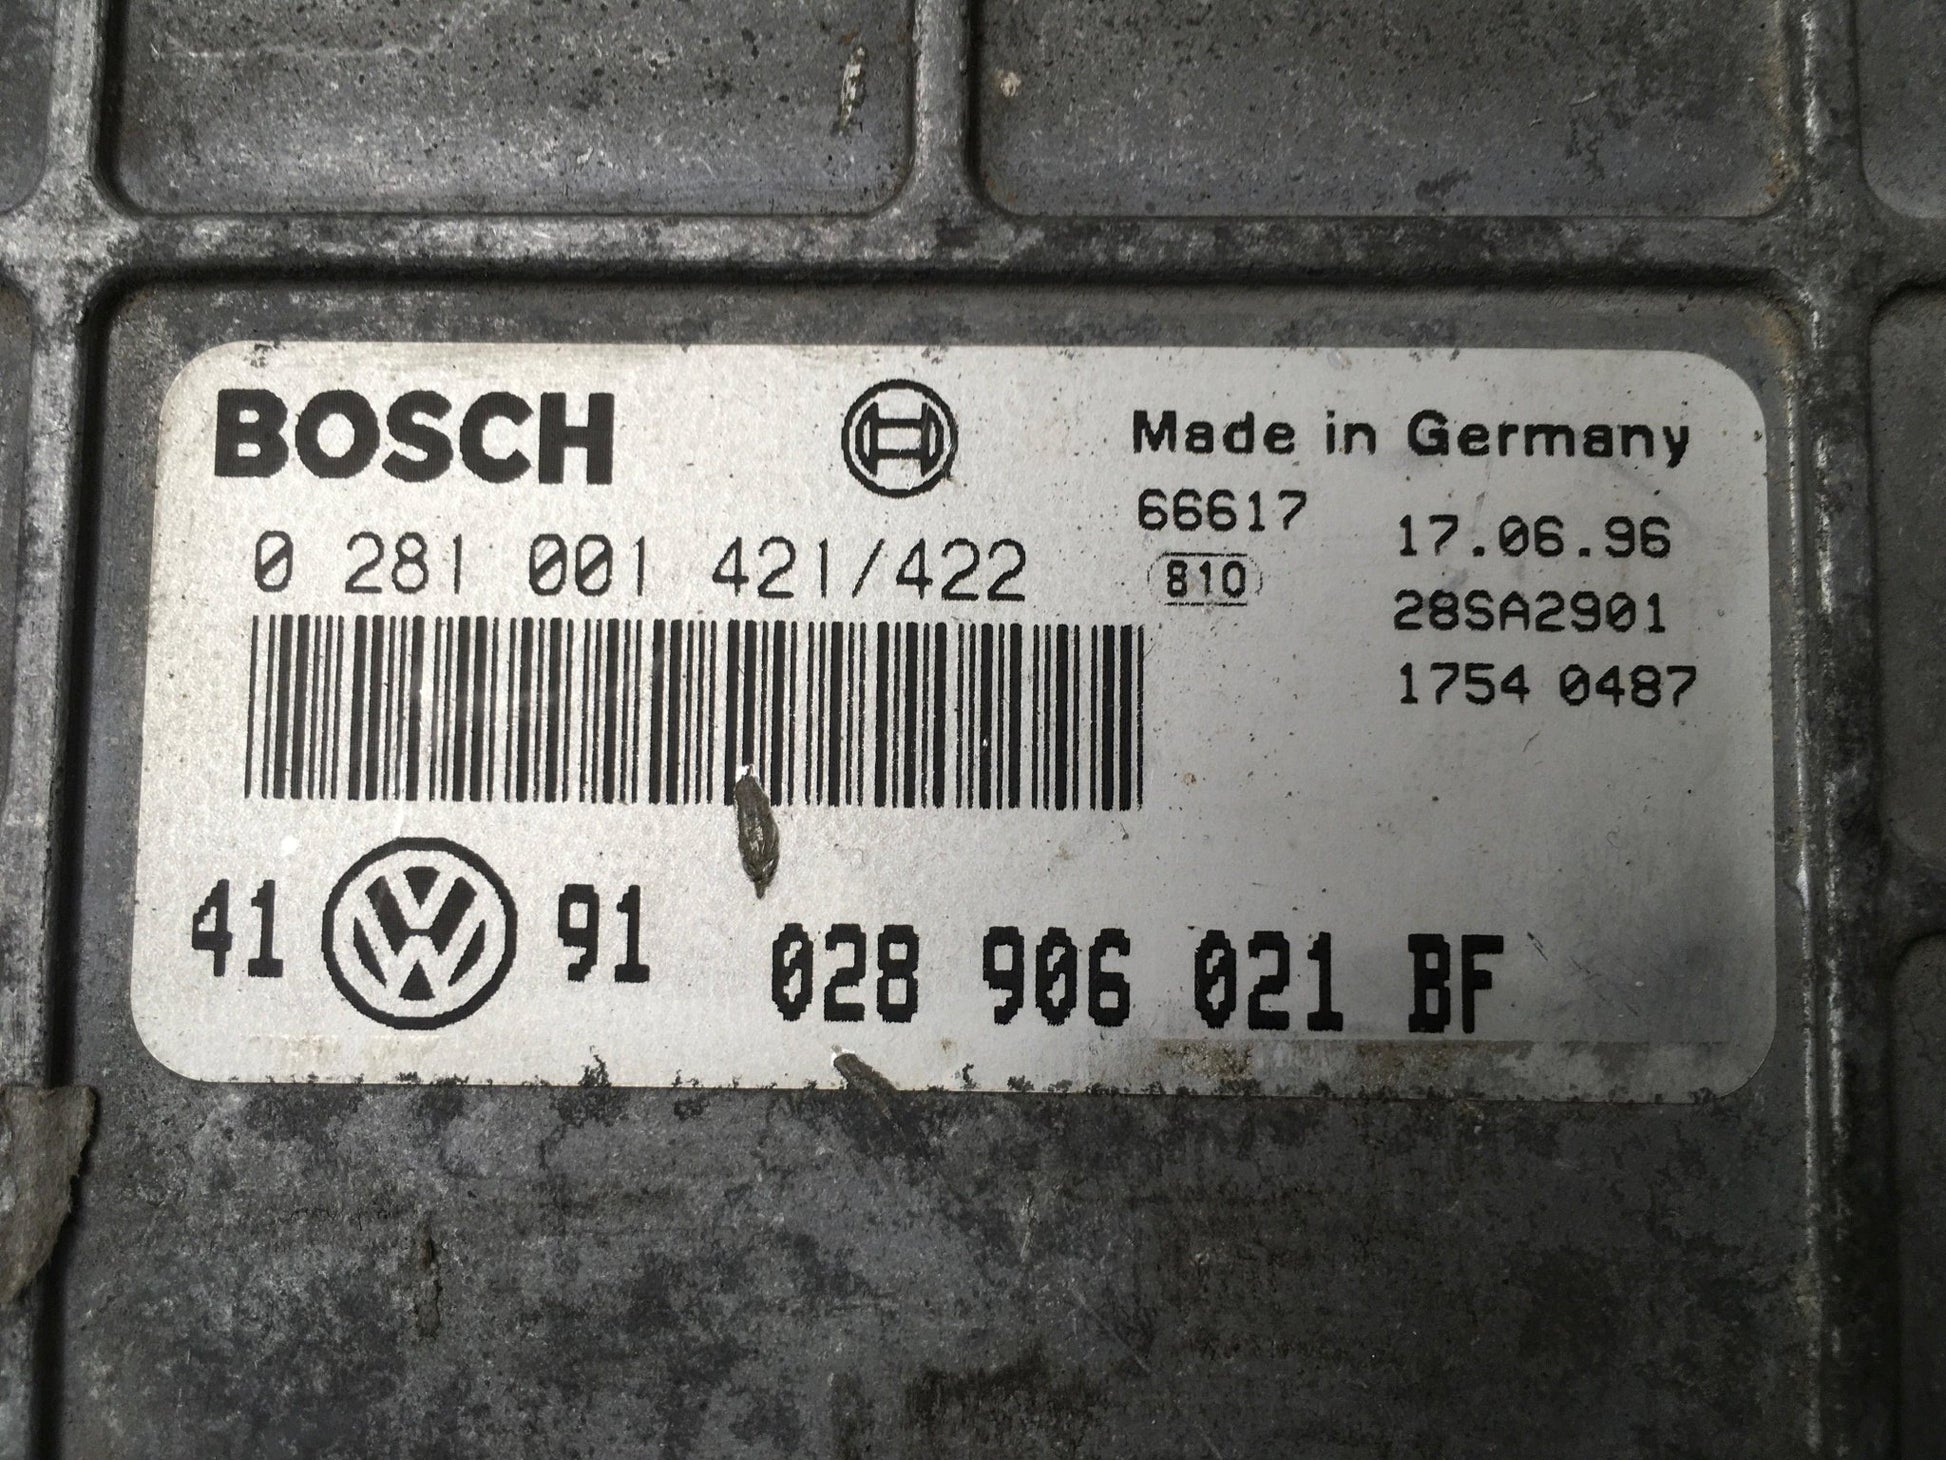 BOSCH
Made in Germany
0 281 001 421/422
66617
17.06.96
810
28SA2901
1754 0487
41 VW 91
028 906 021 BF